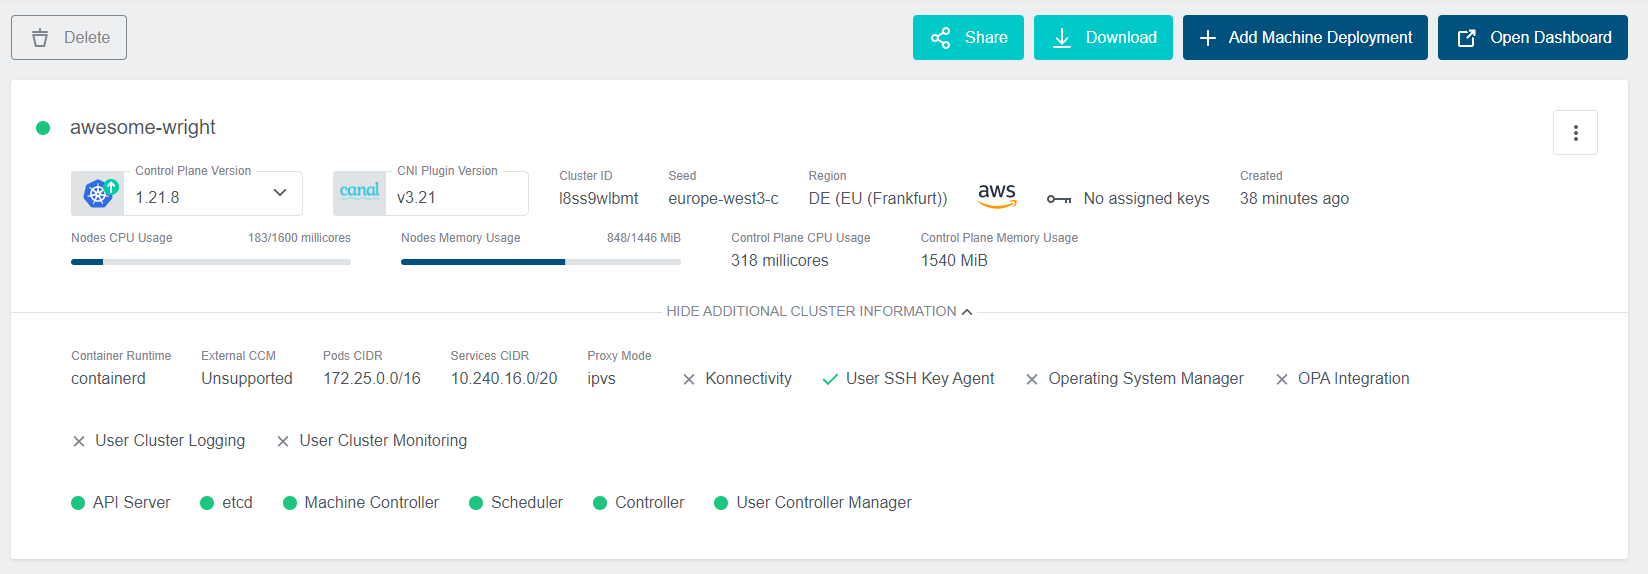 Delete
Share
Download
Add Machine Deployment
Open Dashboard
awesome-wright
Control Plane Version
1.21.8
canal
CNI Plugin Version
v3.21
Cluster ID
l8ss9wlbmt
Seed
europe-west3-c
Region
DE (EU (Frankfurt))
aws
No assigned keys
Created
38 minutes ago
Nodes CPU Usage
183/1600 millicores
Nodes Memory Usage
848/1446 MiB
Control Plane CPU Usage
318 millicores
Control Plane Memory Usage
1540 MiB
HIDE ADDITIONAL CLUSTER INFORMATION
Container Runtime
containerd
External CCM
Unsupported
Pods CIDR
172.25.0.0/16
Services CIDR
10.240.16.0/20
Proxy Mode
ipvs
Konnectivity
User SSH Key Agent
Operating System Manager
OPA Integration
User Cluster Logging
User Cluster Monitoring
API Server
etcd
Machine Controller
Scheduler
Controller
User Controller Manager